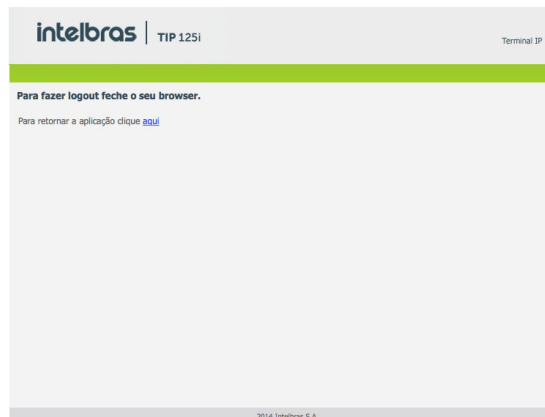 intelbras TIP 125i
Terminal IP
Para fazer logout feche o seu browser.
Para retornar a aplicação clique aqui
2014 Intelbras S.A.